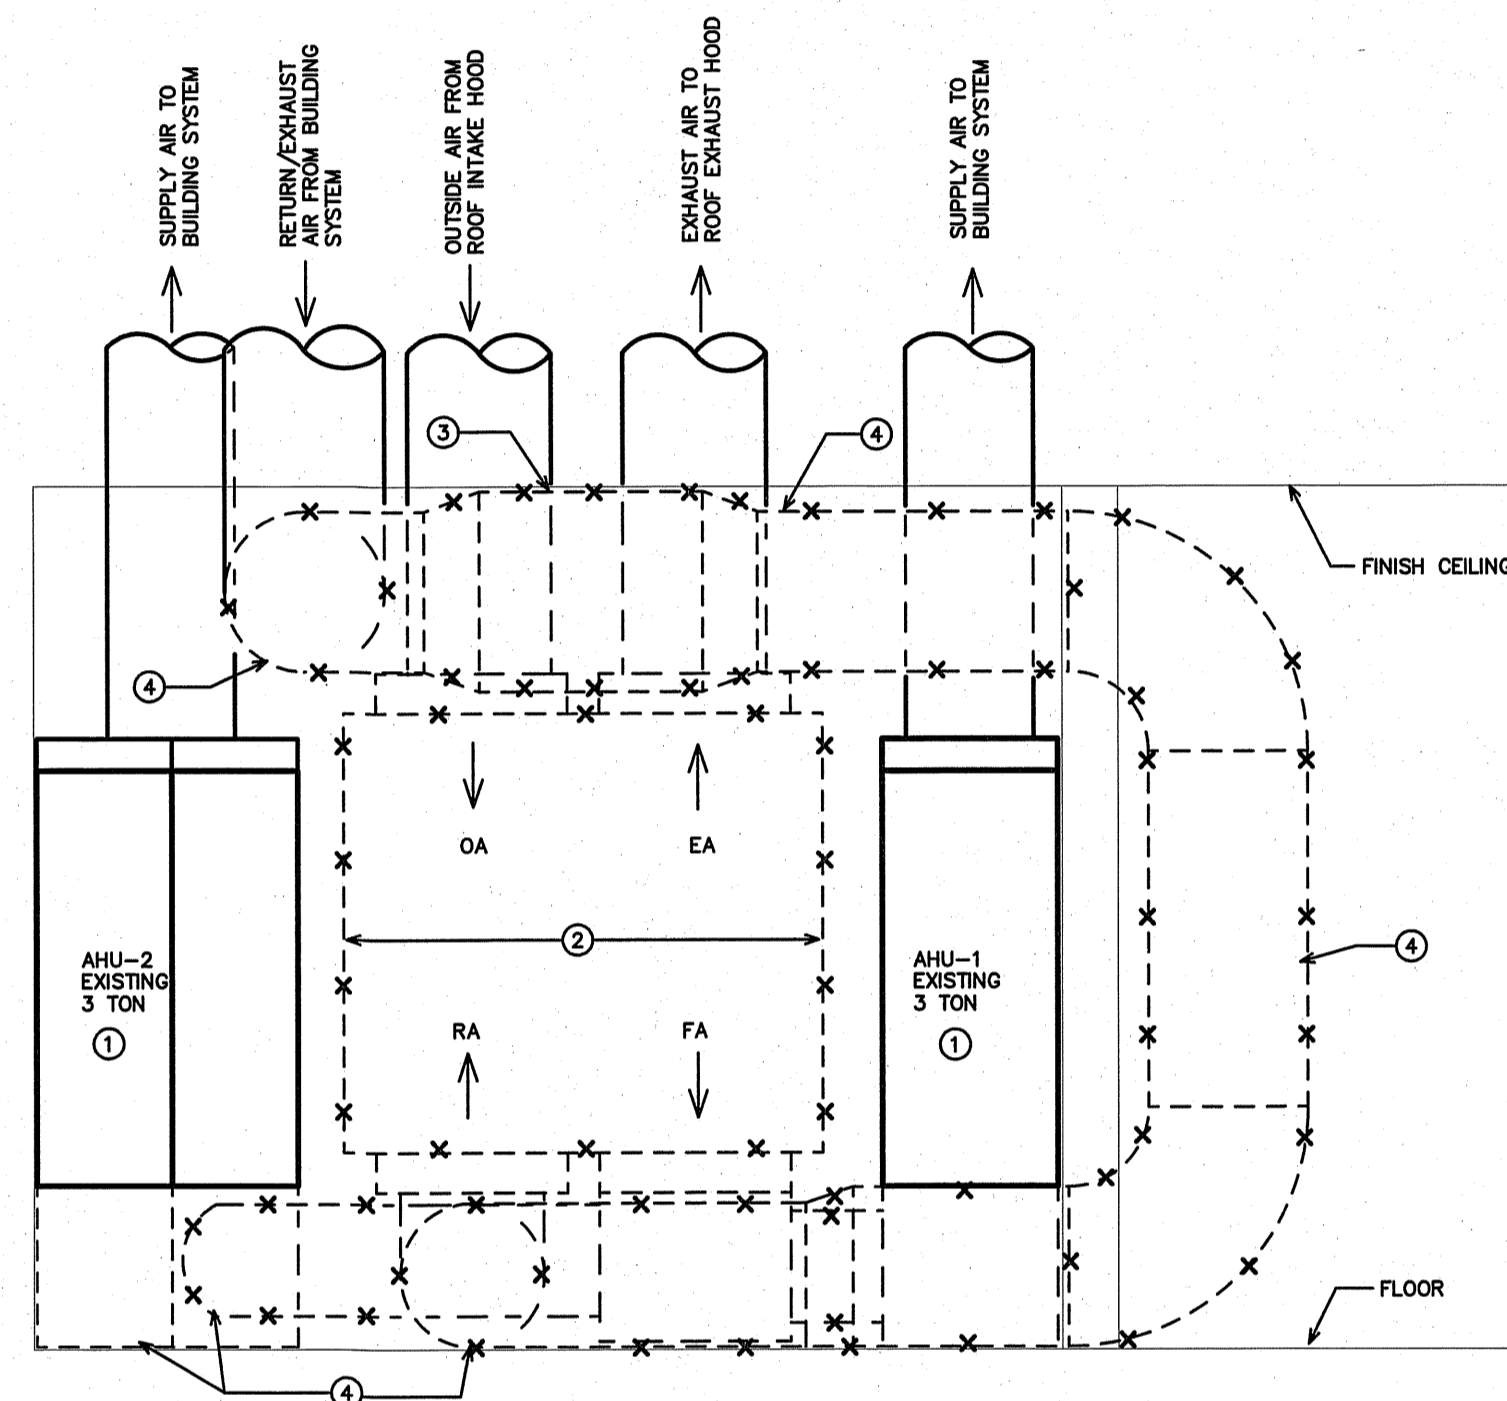 SUPPLY AIR TO
BUILDING SYSTEM
RETURN/EXHAUST
AIR FROM BUILDING
SYSTEM
OUTSIDE AIR FROM
ROOF INTAKE HOOD
EXHAUST AIR TO
ROOF EXHAUST HOOD
SUPPLY AIR TO
BUILDING SYSTEM
3
4
FINISH CEILING
4
OA
EA
2
AHU-2
EXISTING
3 TON
1
AHU-1
EXISTING
3 TON
1
4
RA
FA
FLOOR
4